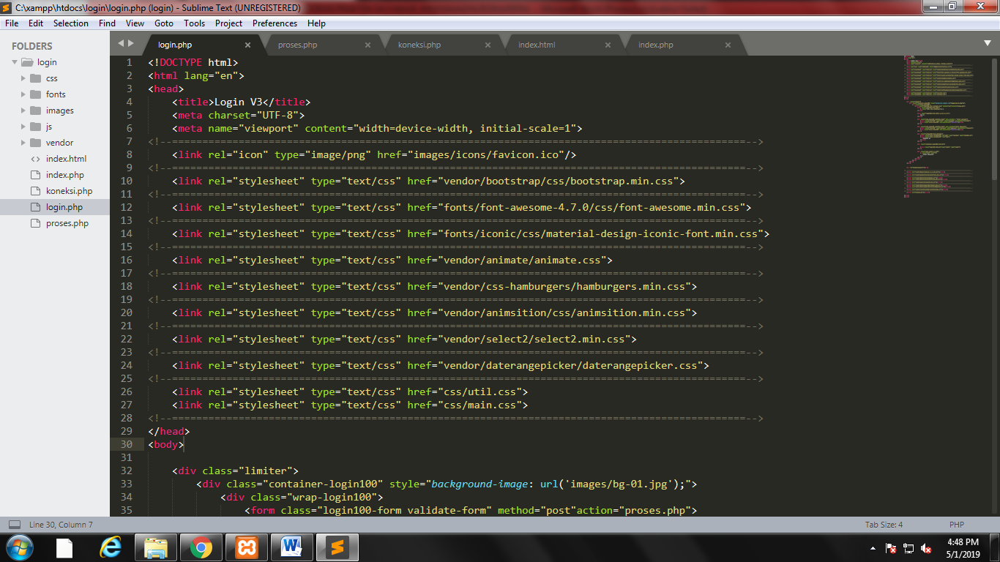 C:\xampp\htdocs\login\login.php (login) - Sublime Text (UNREGISTERED)
File Edit Selection Find View Goto Tools Project Preferences Help
FOLDERS
login
css
fonts
images
js
vendor
index.html
index.php
koneksi.php
login.php
proses.php
login.php proses.php koneksi.php index.html index.php
1 <!DOCTYPE html>
2 <html lang="en">
3 <head>
4 <title>Login V3</title>
5 <meta charset="UTF-8">
6 <meta name="viewport" content="width=device-width, initial-scale=1">
7 <!--===============================================================================================-->
8 <link rel="icon" type="image/png" href="images/icons/favicon.ico"/>
9 <!--===============================================================================================-->
10 <link rel="stylesheet" type="text/css" href="vendor/bootstrap/css/bootstrap.min.css">
11 <!--===============================================================================================-->
12 <link rel="stylesheet" type="text/css" href="fonts/font-awesome-4.7.0/css/font-awesome.min.css">
13 <!--===============================================================================================-->
14 <link rel="stylesheet" type="text/css" href="fonts/iconic/css/material-design-iconic-font.min.css">
15 <!--===============================================================================================-->
16 <link rel="stylesheet" type="text/css" href="vendor/animate/animate.css">
17 <!--===============================================================================================-->
18 <link rel="stylesheet" type="text/css" href="vendor/css-hamburgers/hamburgers.min.css">
19 <!--===============================================================================================-->
20 <link rel="stylesheet" type="text/css" href="vendor/animsition/css/animsition.min.css">
21 <!--===============================================================================================-->
22 <link rel="stylesheet" type="text/css" href="vendor/select2/select2.min.css">
23 <!--===============================================================================================-->
24 <link rel="stylesheet" type="text/css" href="vendor/daterangepicker/daterangepicker.css">
25 <!--===============================================================================================-->
26 <link rel="stylesheet" type="text/css" href="css/util.css">
27 <link rel="stylesheet" type="text/css" href="css/main.css">
28 <!--===============================================================================================-->
29 </head>
30 <body>
31
32 <div class="limiter">
33 <div class="container-login100" style="background-image: url('images/bg-01.jpg');">
34 <div class="wrap-login100">
35 <form class="login100-form validate-form" method="post"action="proses.php">
Line 30, Column 7 Tab Size: 4 PHP
4:48 PM
5/1/2019